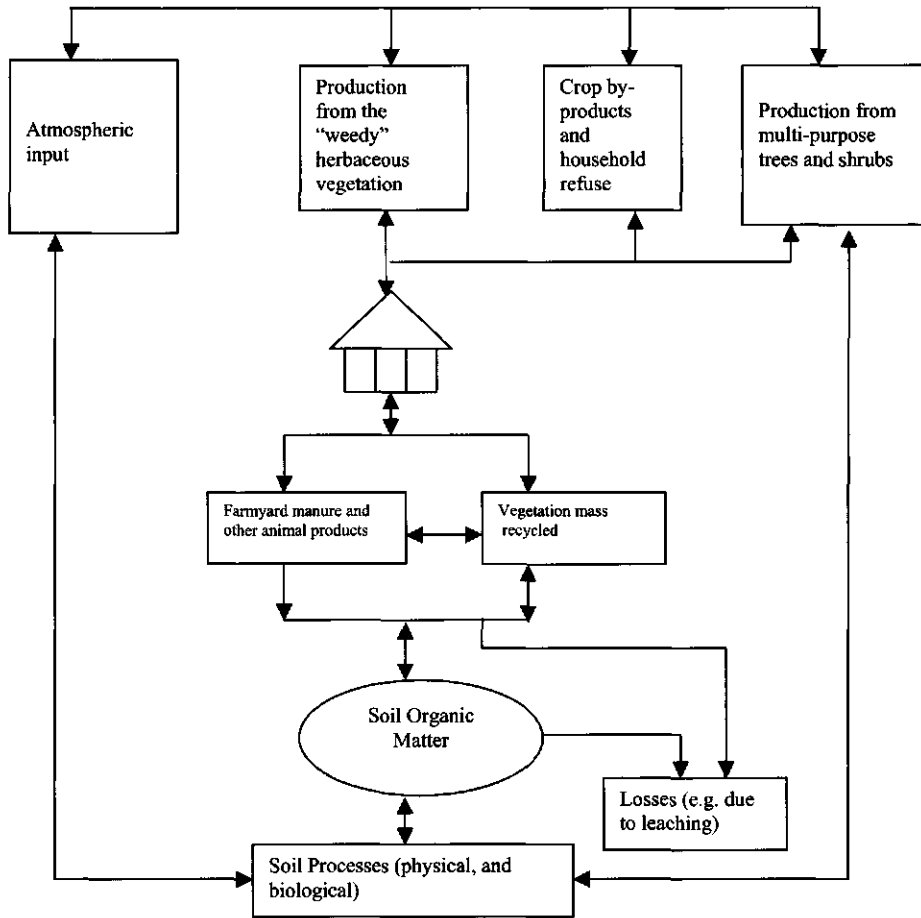 Atmospheric
input
Production
from the
“weedy”
herbaceous
vegetation
Crop by-
products
and
household
refuse
Production from
multi-purpose
trees and shrubs
Farmyard manure and
other animal products
Vegetation mass
recycled
Soil Organic
Matter
Losses (e.g. due
to leaching)
Soil Processes (physical, and
biological)